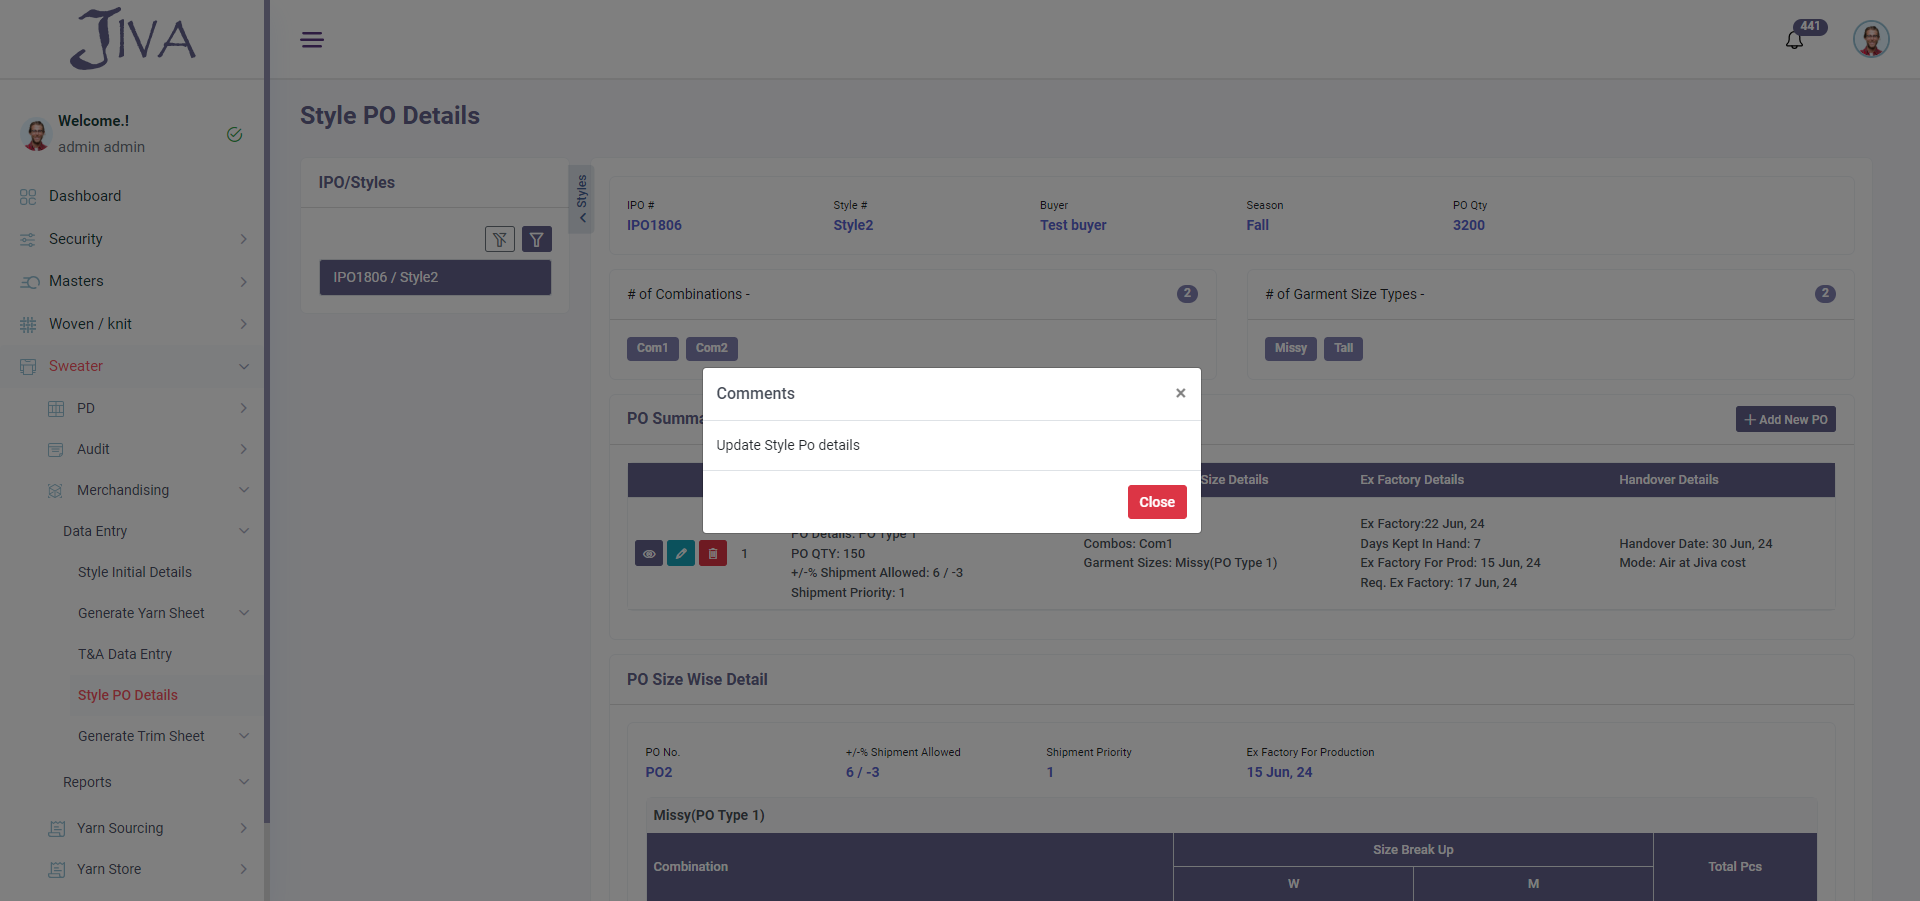 JIVA
441
Welcome.!
admin admin
Dashboard
Security
Masters
Woven / knit
Sweater
PD
Audit
Merchandising
Data Entry
Style Initial Details
Generate Yarn Sheet
T&A Data Entry
Style PO Details
Generate Trim Sheet
Reports
Yarn Sourcing
Yarn Store
Style PO Details
IPO/Styles
Styles
IPO1806 / Style2
IPO # Style # Buyer Season PO Qty
IPO1806 Style2 Test buyer Fall 3200
# of Combinations - 2
Com1 Com2
# of Garment Size Types - 2
Missy Tall
Comments ×
Update Style Po details
Close
PO Summa
+ Add New PO
Size Details Ex Factory Details Handover Details
1
PO Details: PO Type 1
PO QTY: 150
+/-% Shipment Allowed: 6 / -3
Shipment Priority: 1
Combos: Com1
Garment Sizes: Missy(PO Type 1)
Ex Factory:22 Jun, 24
Days Kept In Hand: 7
Ex Factory For Prod: 15 Jun, 24
Req. Ex Factory: 17 Jun, 24
Handover Date: 30 Jun, 24
Mode: Air at Jiva cost
PO Size Wise Detail
PO No. +/-% Shipment Allowed Shipment Priority Ex Factory For Production
PO2 6 / -3 1 15 Jun, 24
Missy(PO Type 1)
Combination Size Break Up Total Pcs
W M